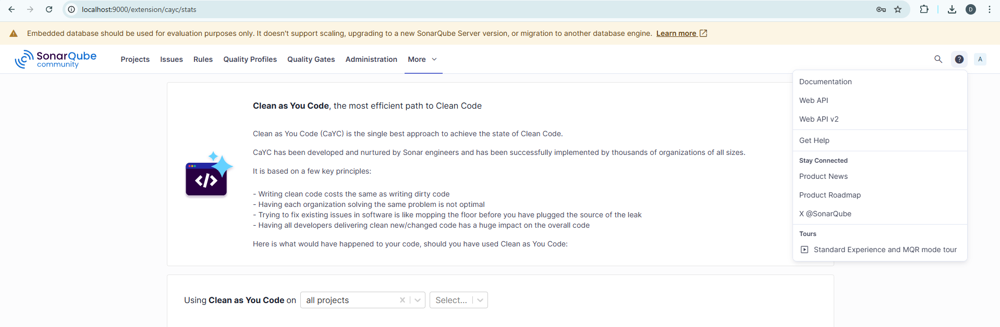 localhost:9000/extension/cayc/stats
D
Embedded database should be used for evaluation purposes only. It doesn't support scaling, upgrading to a new SonarQube Server version, or migration to another database engine. Learn more
SonarQube community
Projects Issues Rules Quality Profiles Quality Gates Administration More
?
A
Documentation
Web API
Web API v2
Get Help
Stay Connected
Product News
Product Roadmap
X @SonarQube
Tours
Standard Experience and MQR mode tour
Clean as You Code, the most efficient path to Clean Code
Clean as You Code (CaYC) is the single best approach to achieve the state of Clean Code.
CaYC has been developed and nurtured by Sonar engineers and has been successfully implemented by thousands of organizations of all sizes.
It is based on a few key principles:
</>
- Writing clean code costs the same as writing dirty code
- Having each organization solving the same problem is not optimal
- Trying to fix existing issues in software is like mopping the floor before you have plugged the source of the leak
- Having all developers delivering clean new/changed code has a huge impact on the overall code
Here is what would have happened to your code, should you have used Clean as You Code:
Using Clean as You Code on all projects Select...